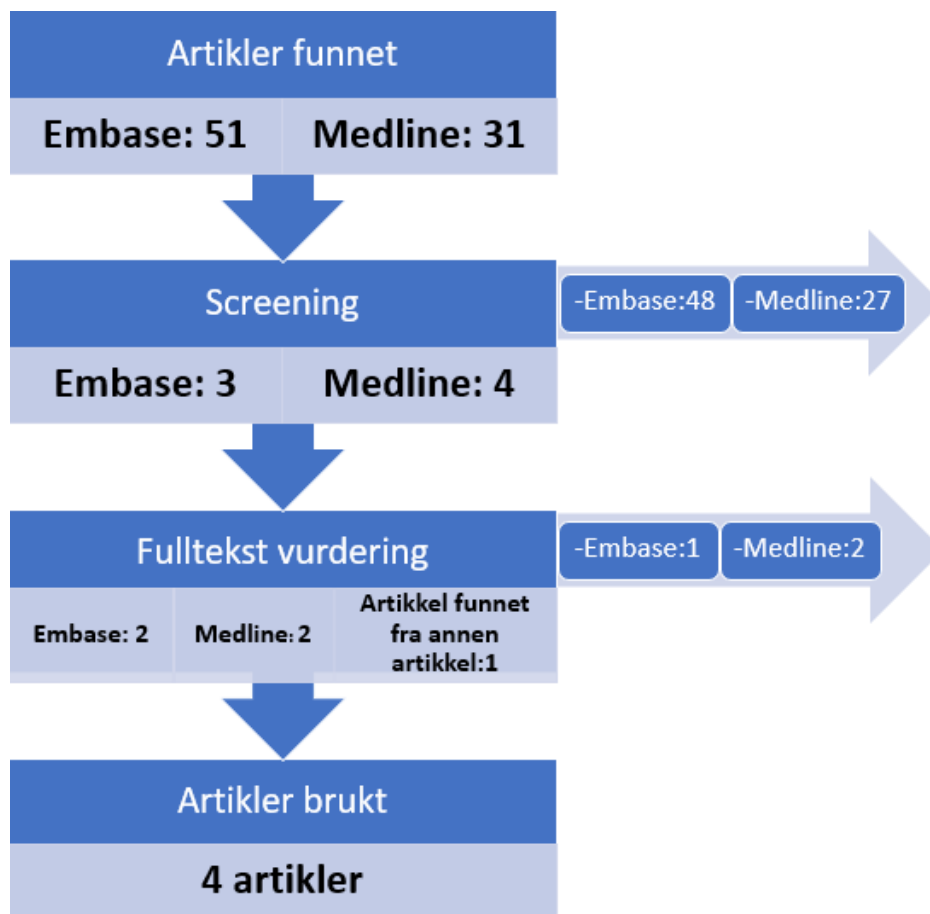 Artikler funnet
Embase: 51 Medline: 31
Screening
-Embase:48 -Medline:27
Embase: 3 Medline: 4
Fulltekst vurdering
-Embase:1 -Medline:2
Embase: 2 Medline: 2 Artikkel funnet
fra annen
artikkel:1
Artikler brukt
4 artikler